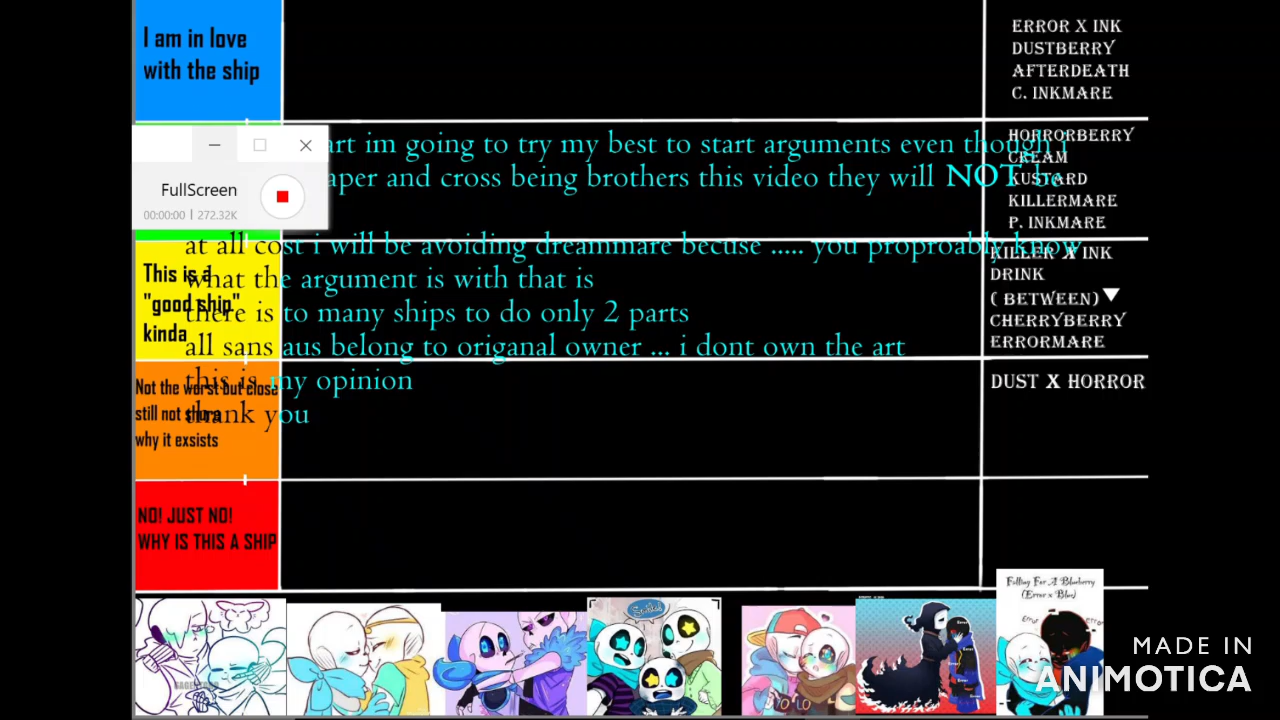 I am in love
with the ship
ERROR X INK
DUSTBERRY
AFTERDEATH
C. INKMARE
art im going to try my best to start arguments even though i
aper and cross being brothers this video they will NOT be
FullScreen
00:00:00 | 272.32K
HORRORBERRY
CREAM
KUSTARD
KILLERMARE
P. INKMARE
at all cost i will be avoiding dreammare becuse ..... you proproably know
what the argument is with that is
there is to many ships to do only 2 parts
all sans aus belong to origanal owner ... i dont own the art
this is my opinion
thank you
This is a
"good ship"
kinda
KILLER X INK
DRINK
( BETWEEN)
CHERRYBERRY
ERRORMARE
Not the worst but close
still not
why it exsists
DUST X HORROR
NO! JUST NO!
WHY IS THIS A SHIP
YO LO
Falling For A Blueberry
(Error x Blue)
MADE IN
ANIMOTICA